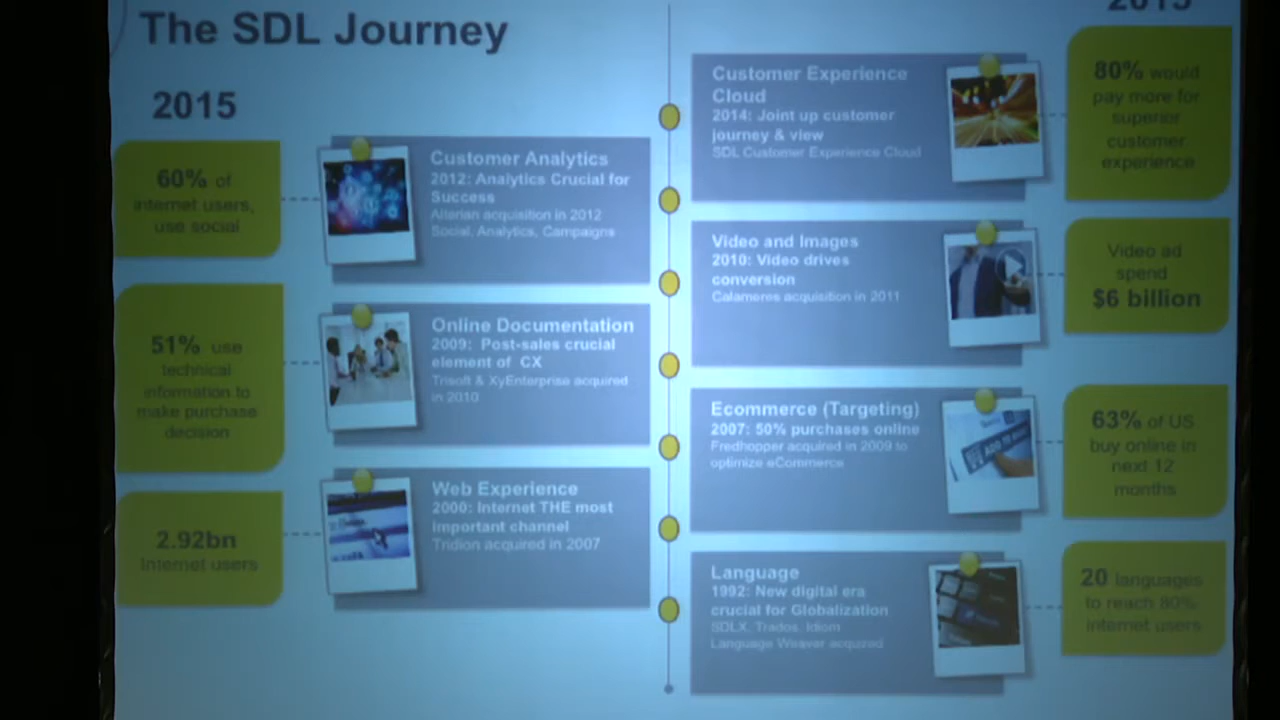 The SDL Journey
2015
60% of
internet users,
use social
Customer Analytics
2012: Analytics Crucial for
Success
Alterian acquisition in 2012
Social, Analytics, Campaigns
51% use
technical
information to
make purchase
decision
Online Documentation
2009: Post-sales crucial
element of CX
Trisoft & XyEnterprise acquired
in 2010
2.92bn
Internet users
Web Experience
2000: Internet THE most
Important channel
Tridion acquired in 2007
2015
Customer Experience
Cloud
2014: Joint up customer
journey & view
SDL Customer Experience Cloud
80% would
pay more for
superior
customer
experience
Video and Images
2010: Video drives
conversion
Calamares acquisition in 2011
Video ad
spend
$6 billion
Ecommerce (Targeting)
2007: 50% purchases online
Fredhopper acquired in 2009 to
optimize eCommerce
63% of US
buy online in
next 12
months
Language
1992: New digital era
crucial for Globalization
SDLX, Trados, Idiom
Language Weaver acquired
20 languages
to reach 80%
internet users